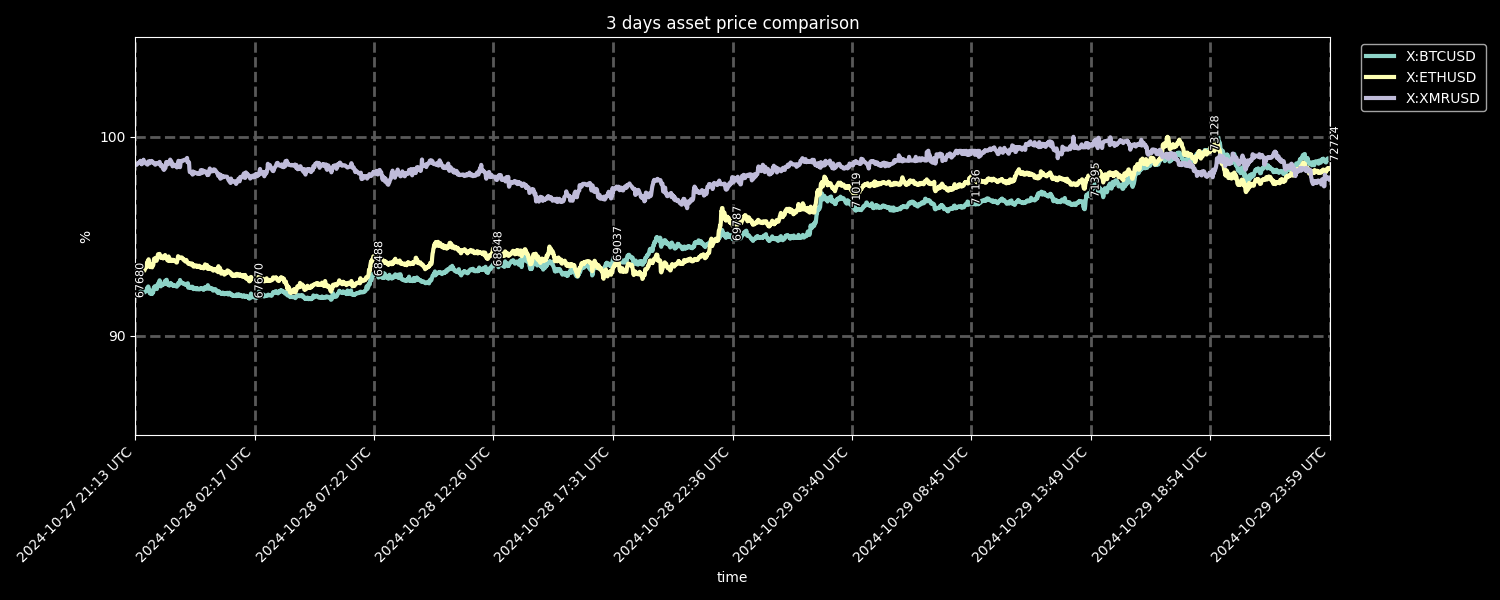 3 days asset price comparison
X:BTCUSD
X:ETHUSD
X:XMRUSD
100
90
%
67680
67670
68488
68848
69037
69787
71019
71136
71395
73128
72724
2024-10-27 21:13 UTC
2024-10-28 02:17 UTC
2024-10-28 07:22 UTC
2024-10-28 12:26 UTC
2024-10-28 17:31 UTC
2024-10-28 22:36 UTC
2024-10-29 03:40 UTC
2024-10-29 08:45 UTC
2024-10-29 13:49 UTC
2024-10-29 18:54 UTC
2024-10-29 23:59 UTC
time